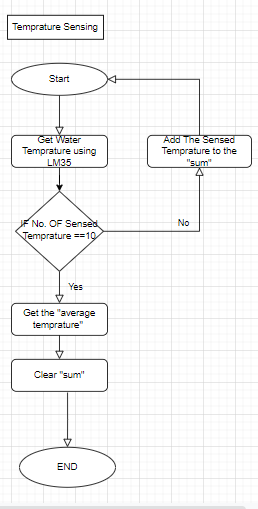 Temprature Sensing
Start
Get Water
Temprature using
LM35
Add The Sensed
Temprature to the
"sum"
IF No. OF Sensed
Temprature ==10
No
Yes
Get the "average
temprature"
Clear "sum"
END